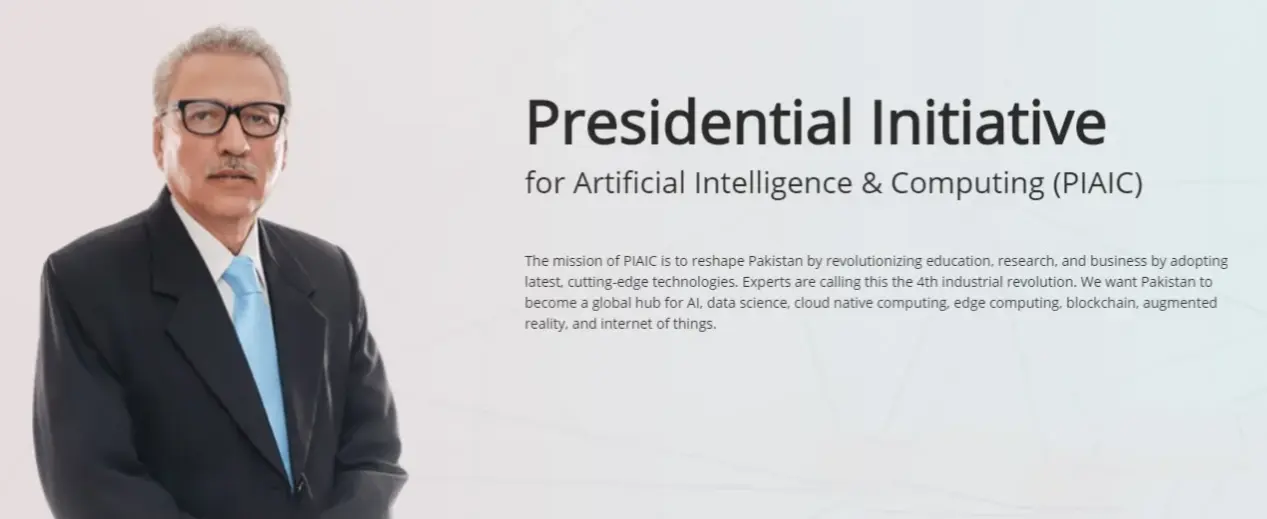 Presidential Initiative
for Artificial Intelligence & Computing (PIAIC)
The mission of PIAIC is to reshape Pakistan by revolutionizing education, research, and business by adopting
latest, cutting-edge technologies. Experts are calling this the 4th industrial revolution. We want Pakistan to
become a global hub for AI, data science, cloud native computing, edge computing, blockchain, augmented
reality, and internet of things.